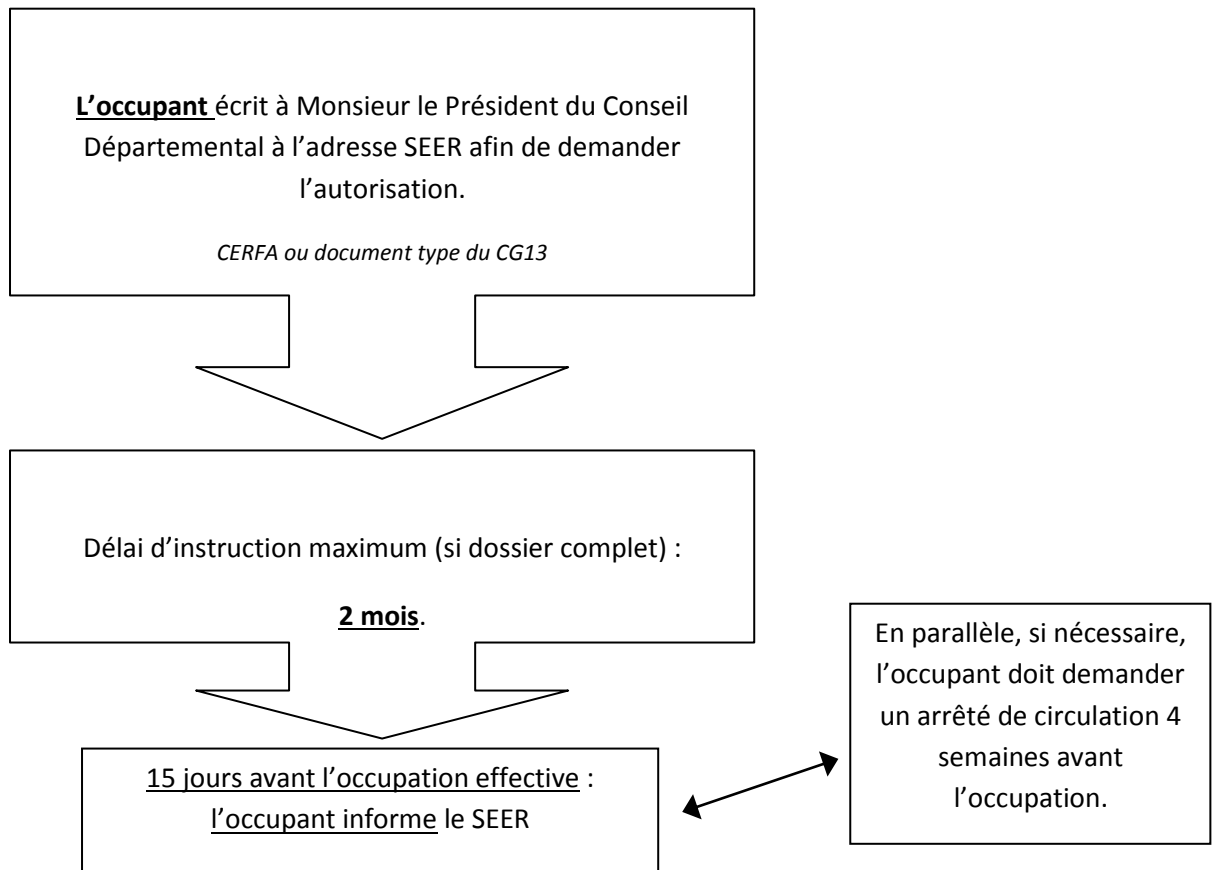 L’occupant écrit à Monsieur le Président du Conseil
Départemental à l’adresse SEER afin de demander
l’autorisation.
CERFA ou document type du CG13
Délai d’instruction maximum (si dossier complet) :
2 mois.
15 jours avant l’occupation effective :
l’occupant informe le SEER
En parallèle, si nécessaire,
l’occupant doit demander
un arrêté de circulation 4
semaines avant
l’occupation.